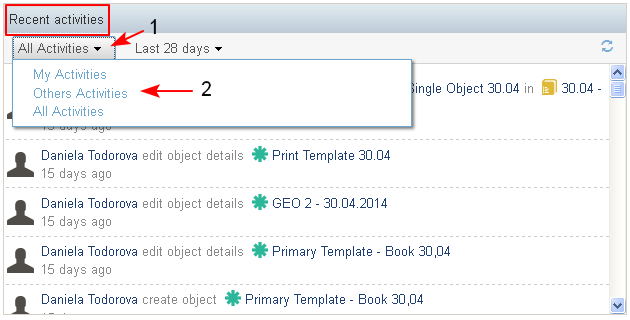 Recent activities
1
All Activities Last 28 days
My Activities
Others Activities 2
All Activities
Single Object 30.04 in 30.04 -
15 days ago
Daniela Todorova edit object details Print Template 30.04
15 days ago
Daniela Todorova edit object details GEO 2 - 30.04.2014
15 days ago
Daniela Todorova edit object details Primary Template - Book 30,04
15 days ago
Daniela Todorova create object Primary Template - Book 30,04